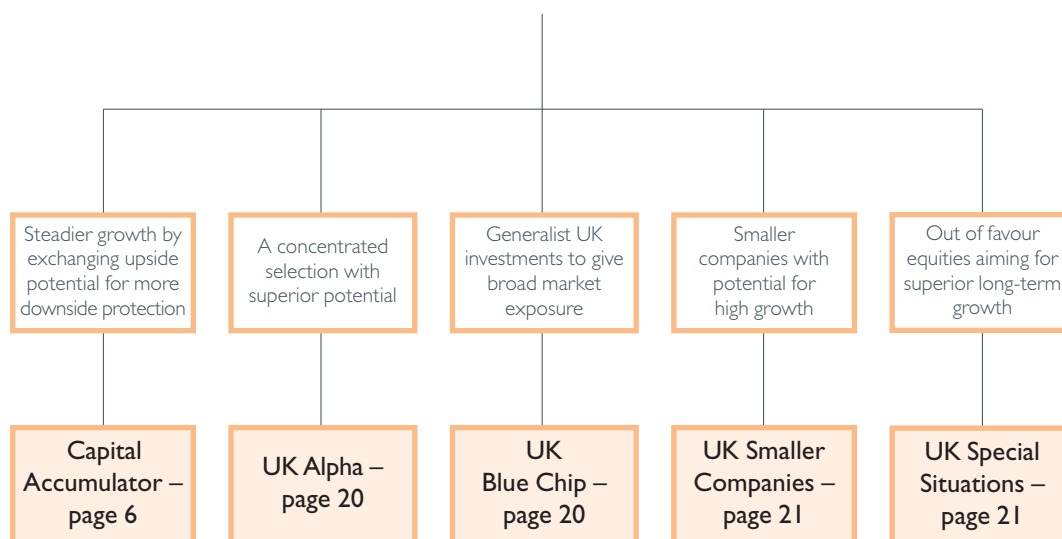 Steadier growth by
exchanging upside
potential for more
downside protection
A concentrated
selection with
superior potential
Generalist UK
investments to give
broad market
exposure
Smaller
companies with
potential for
high growth
Out of favour
equities aiming for
superior long-term
growth
Capital
Accumulator –
page 6
UK Alpha –
page 20
UK
Blue Chip –
page 20
UK Smaller
Companies –
page 21
UK Special
Situations –
page 21